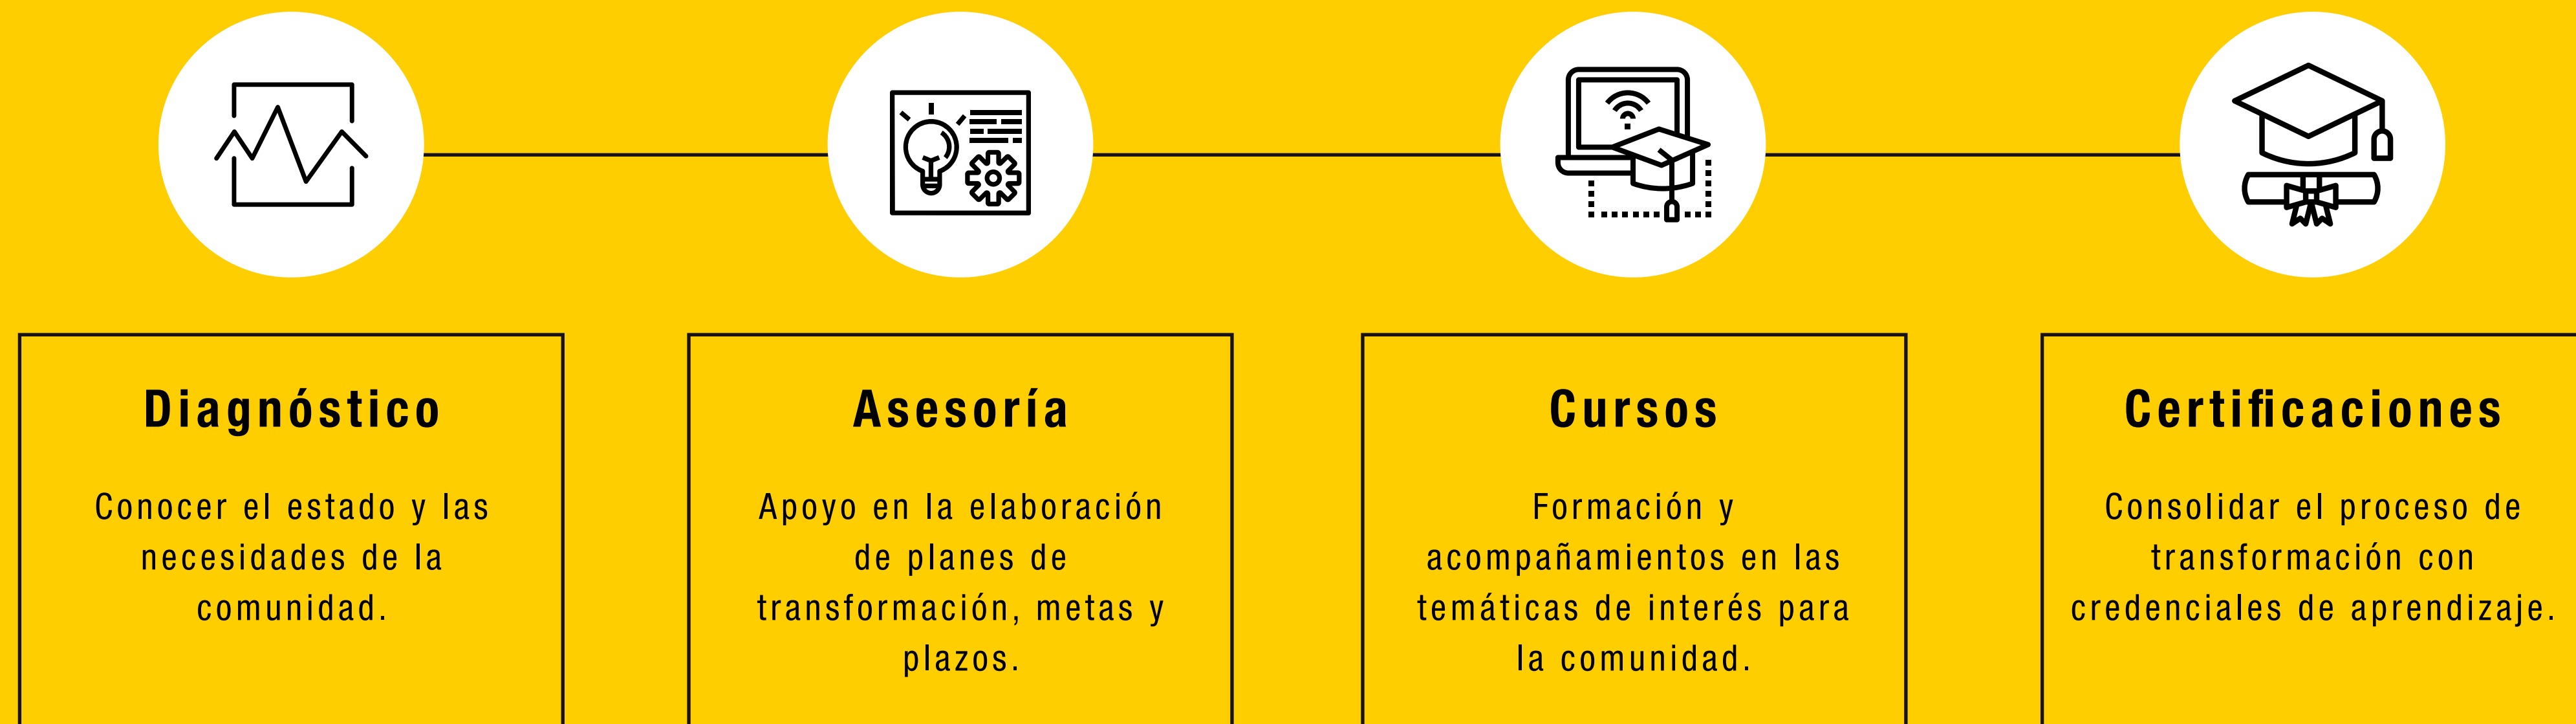 Diagnóstico
Conocer el estado y las
necesidades de la
comunidad.
Asesoría
Apoyo en la elaboración
de planes de
transformación, metas y
plazos.
Cursos
Formación y
acompañamientos en las
temáticas de interés para
la comunidad.
Certificaciones
Consolidar el proceso de
transformación con
credenciales de aprendizaje.